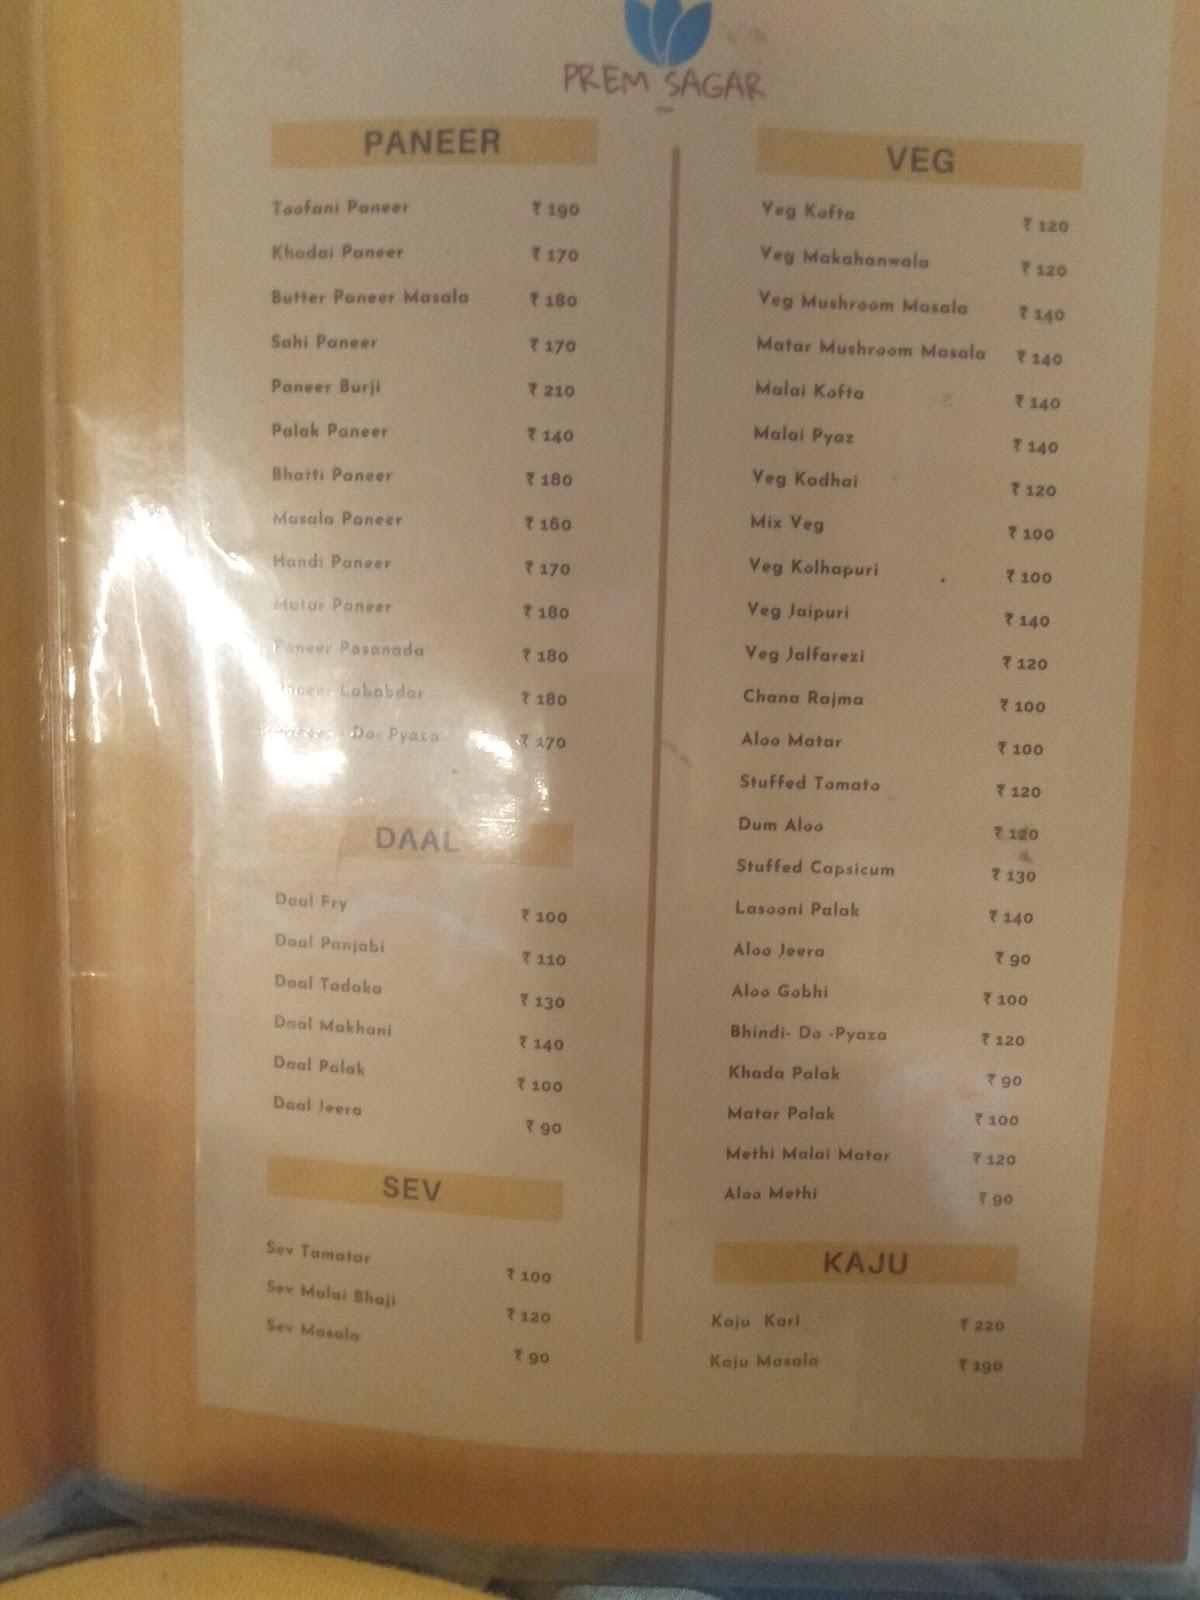 PREM SAGAR
PANEER
Toofani Paneer ₹ 190
Khadai Paneer ₹ 170
Butter Paneer Masala ₹ 180
Sahi Paneer ₹ 170
Paneer Burji ₹ 210
Palak Paneer ₹ 140
Bhatti Paneer ₹ 180
Masala Paneer ₹ 160
Handi Paneer ₹ 170
Matar Paneer ₹ 180
Paneer Pasanada ₹ 180
Paneer Lababdar ₹ 180
Paneer - Do- Pyaza ₹ 170
DAAL
Daal Fry ₹ 100
Daal Panjabi ₹ 110
Daal Tadaka ₹ 130
Daal Makhani ₹ 140
Daal Palak ₹ 100
Daal Jeera ₹ 90
SEV
Sev Tamatar ₹ 100
Sev Malai Bhaji ₹ 120
Sev Masala ₹ 90
VEG
Veg Kofta ₹ 120
Veg Makahanwala ₹ 120
Veg Mushroom Masala ₹ 140
Matar Mushroom Masala ₹ 140
Malai Kofta ₹ 140
Malai Pyaz ₹ 140
Veg Kadhai ₹ 120
Mix Veg ₹ 100
Veg Kolhapuri ₹ 100
Veg Jaipuri ₹ 140
Veg Jalfarezi ₹ 120
Chana Rajma ₹ 100
Aloo Matar ₹ 100
Stuffed Tomato ₹ 120
Dum Aloo ₹ 120
Stuffed Capsicum ₹ 130
Lasooni Palak ₹ 140
Aloo Jeera ₹ 90
Aloo Gobhi ₹ 100
Bhindi- Do -Pyaza ₹ 120
Khada Palak ₹ 90
Matar Palak ₹ 100
Methi Malai Matar ₹ 120
Aloo Methi ₹ 90
KAJU
Kaju Kari ₹ 220
Kaju Masala ₹ 190